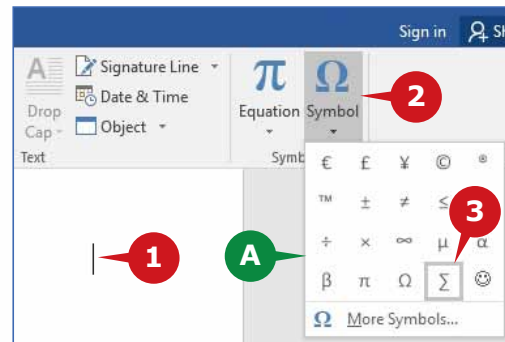 Sign in Sh
A
Signature Line
π
Ω
2
Date & Time
Drop
Cap
Equation
Symbol
Object
Text
Symb
€ £ ¥ © ®
™ ± ≠ ≤
3
1
A
÷ × ∞ µ α
β π Ω Σ ☺
Ω More Symbols...